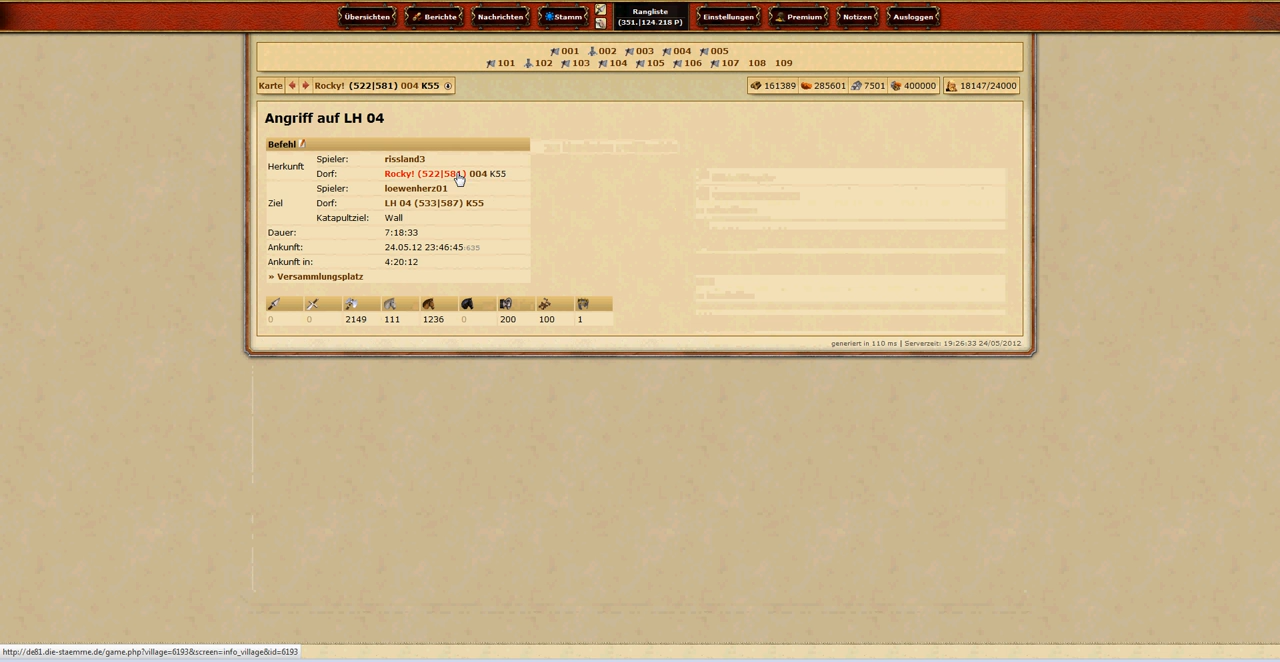 Übersichten Berichte Nachrichten Stamm Rangliste Einstellungen Premium Notizen Ausloggen
(351.|124.218 P)
001 002 003 004 005
101 102 103 104 105 106 107 108 109
Karte Rocky! (522|581) 004 K55 161389 285601 7501 400000 18147/24000
Angriff auf LH 04
Befehl
Herkunft Spieler: rissland3
Dorf: Rocky! (522|581) 004 K55
Ziel Spieler: loewenherz01
Dorf: LH 04 (533|587) K55
Katapultziel: Wall
Dauer: 7:18:33
Ankunft: 24.05.12 23:46:45:635
Ankunft in: 4:20:12
» Versammlungsplatz
0 0 2149 111 1236 0 200 100 1
generiert in 110 ms | Serverzeit: 19:26:33 24/05/2012
http://de81.die-staemme.de/game.php?village=6193&screen=info_village&id=6193